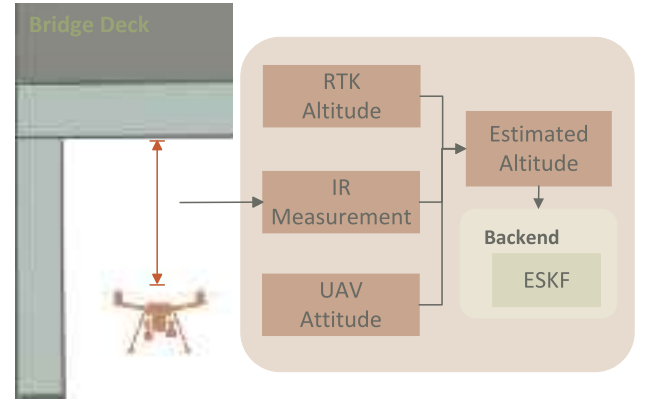 Bridge Deck
RTK
Altitude
IR
Measurement
UAV
Attitude
Estimated
Altitude
Backend
ESKF